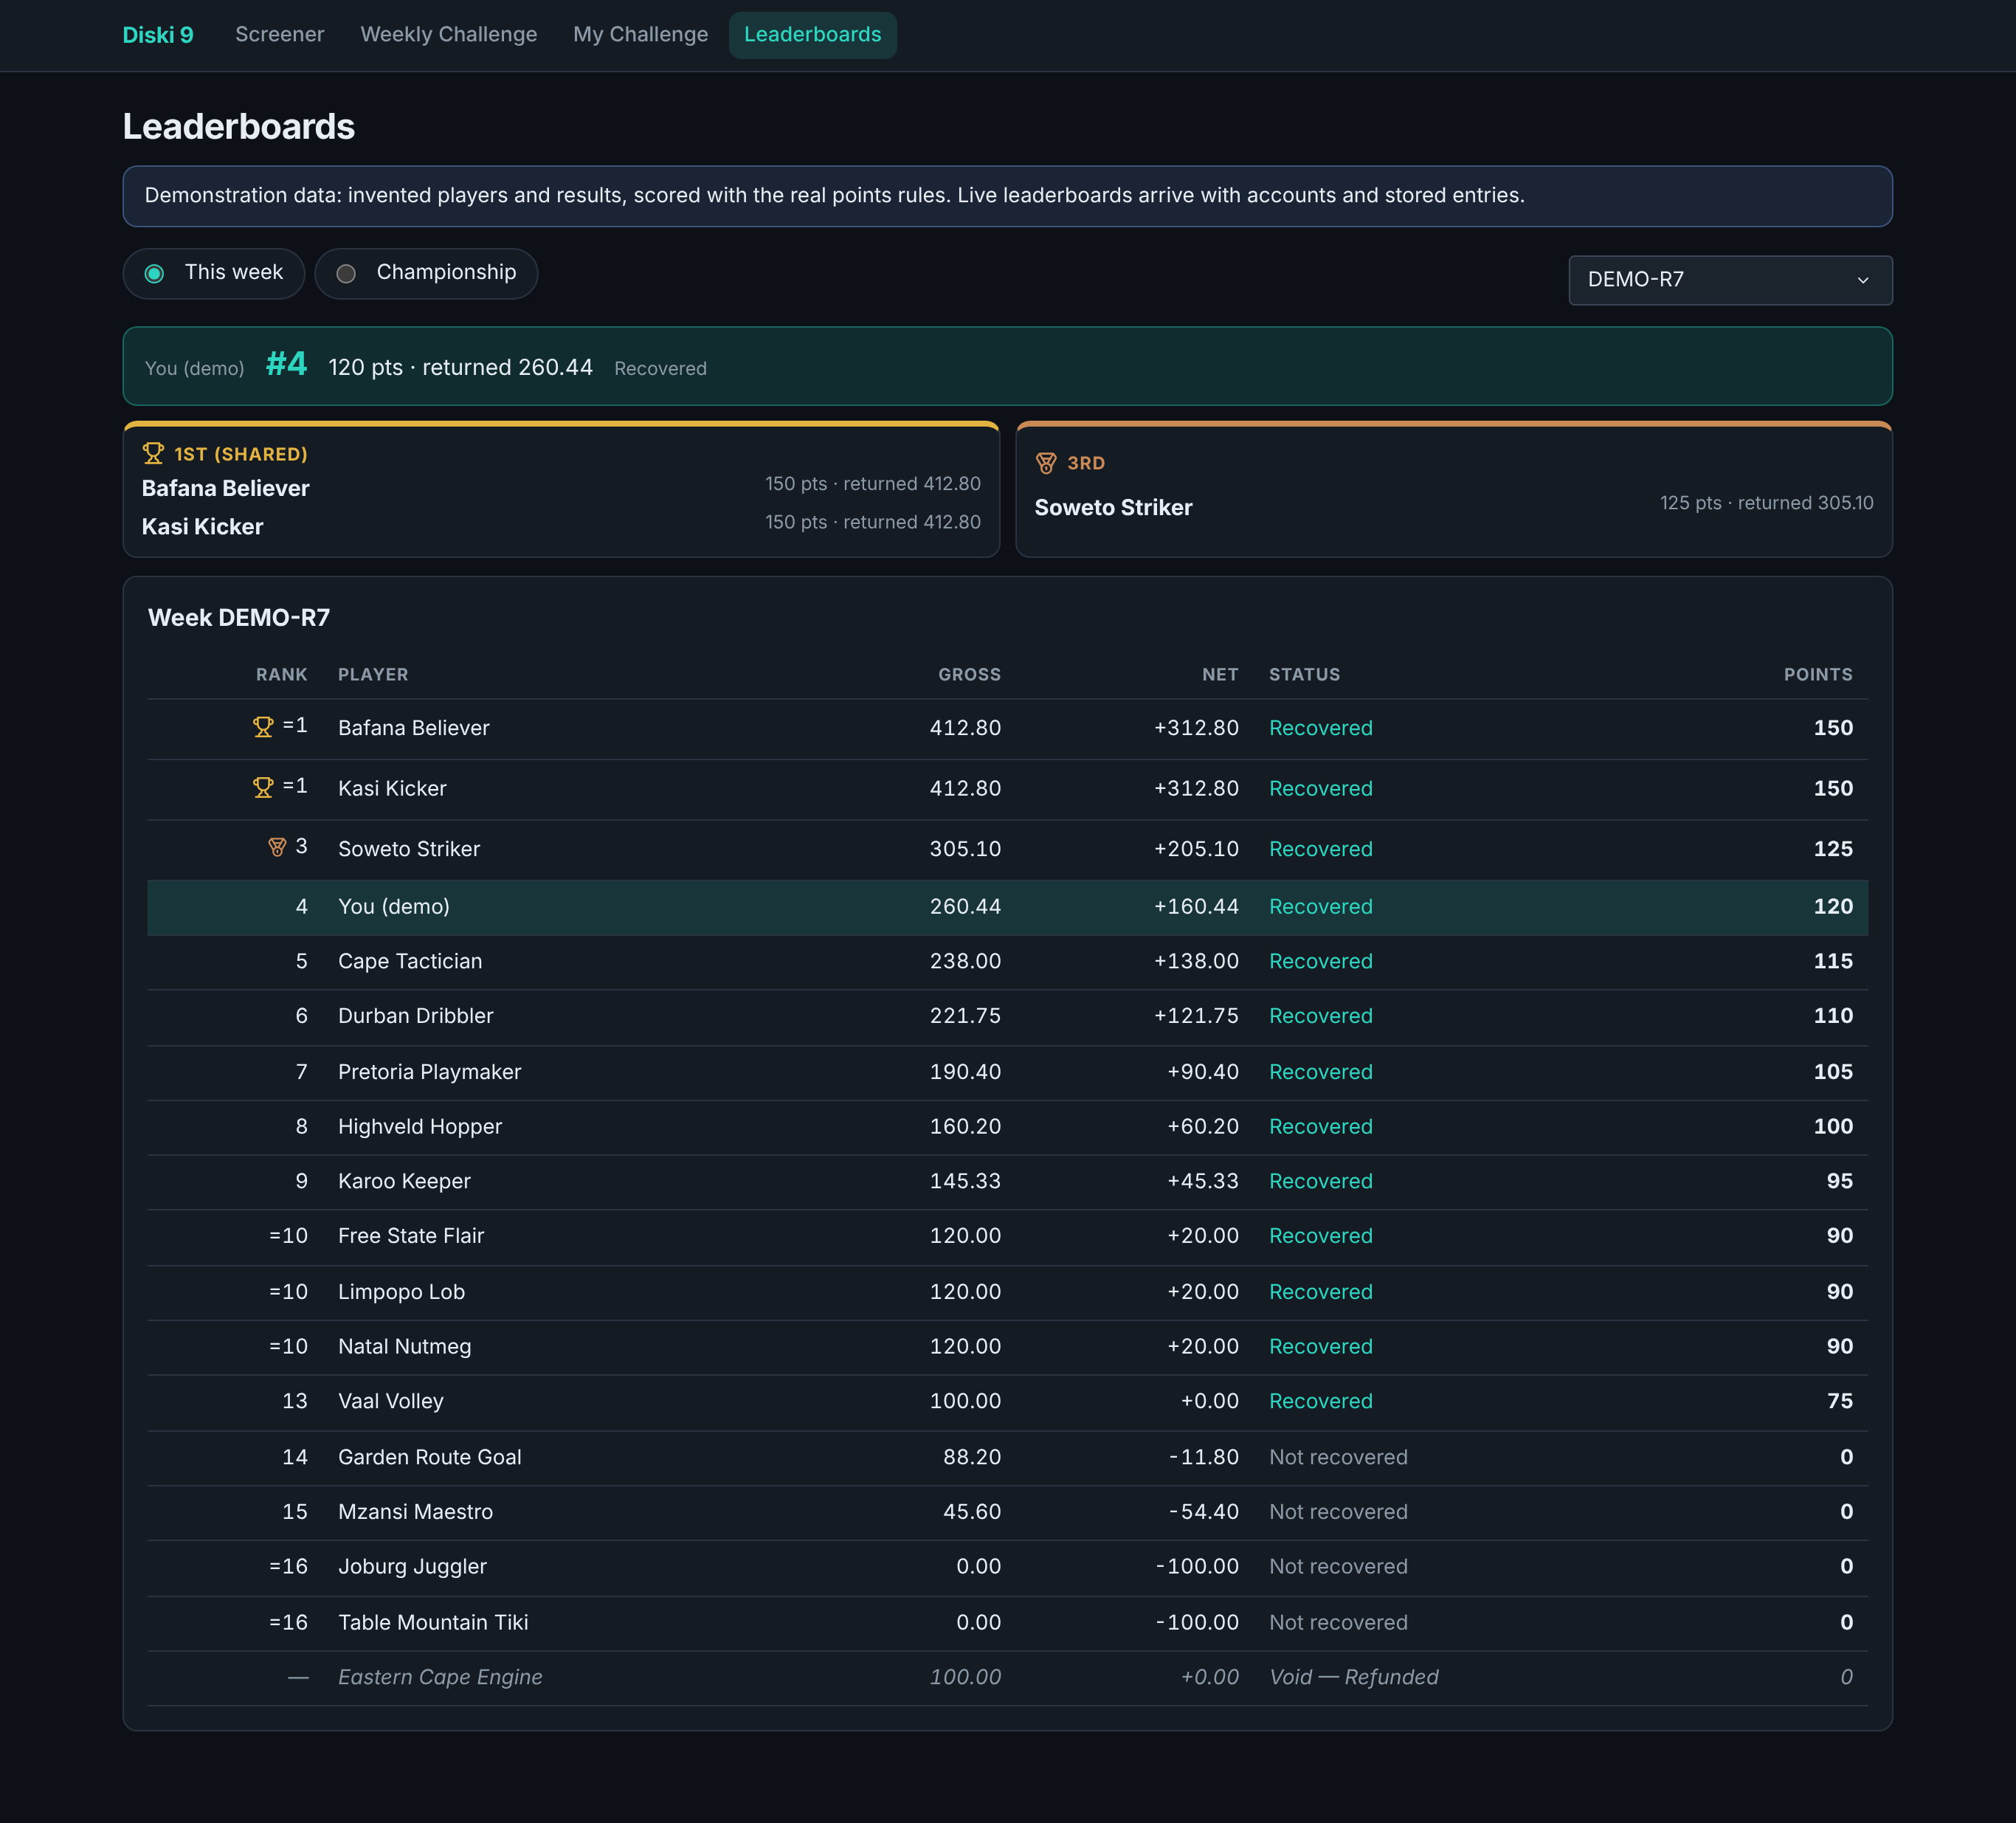 Diski 9 Screener Weekly Challenge My Challenge Leaderboards
Leaderboards
Demonstration data: invented players and results, scored with the real points rules. Live leaderboards arrive with accounts and stored entries.
This week Championship DEMO-R7
You (demo) #4 120 pts · returned 260.44 Recovered
1ST (SHARED)
Bafana Believer 150 pts · returned 412.80
Kasi Kicker 150 pts · returned 412.80
3RD
Soweto Striker 125 pts · returned 305.10
Week DEMO-R7
RANK PLAYER GROSS NET STATUS POINTS
=1 Bafana Believer 412.80 +312.80 Recovered 150
=1 Kasi Kicker 412.80 +312.80 Recovered 150
3 Soweto Striker 305.10 +205.10 Recovered 125
4 You (demo) 260.44 +160.44 Recovered 120
5 Cape Tactician 238.00 +138.00 Recovered 115
6 Durban Dribbler 221.75 +121.75 Recovered 110
7 Pretoria Playmaker 190.40 +90.40 Recovered 105
8 Highveld Hopper 160.20 +60.20 Recovered 100
9 Karoo Keeper 145.33 +45.33 Recovered 95
=10 Free State Flair 120.00 +20.00 Recovered 90
=10 Limpopo Lob 120.00 +20.00 Recovered 90
=10 Natal Nutmeg 120.00 +20.00 Recovered 90
13 Vaal Volley 100.00 +0.00 Recovered 75
14 Garden Route Goal 88.20 -11.80 Not recovered 0
15 Mzansi Maestro 45.60 -54.40 Not recovered 0
=16 Joburg Juggler 0.00 -100.00 Not recovered 0
=16 Table Mountain Tiki 0.00 -100.00 Not recovered 0
— Eastern Cape Engine 100.00 +0.00 Void — Refunded 0